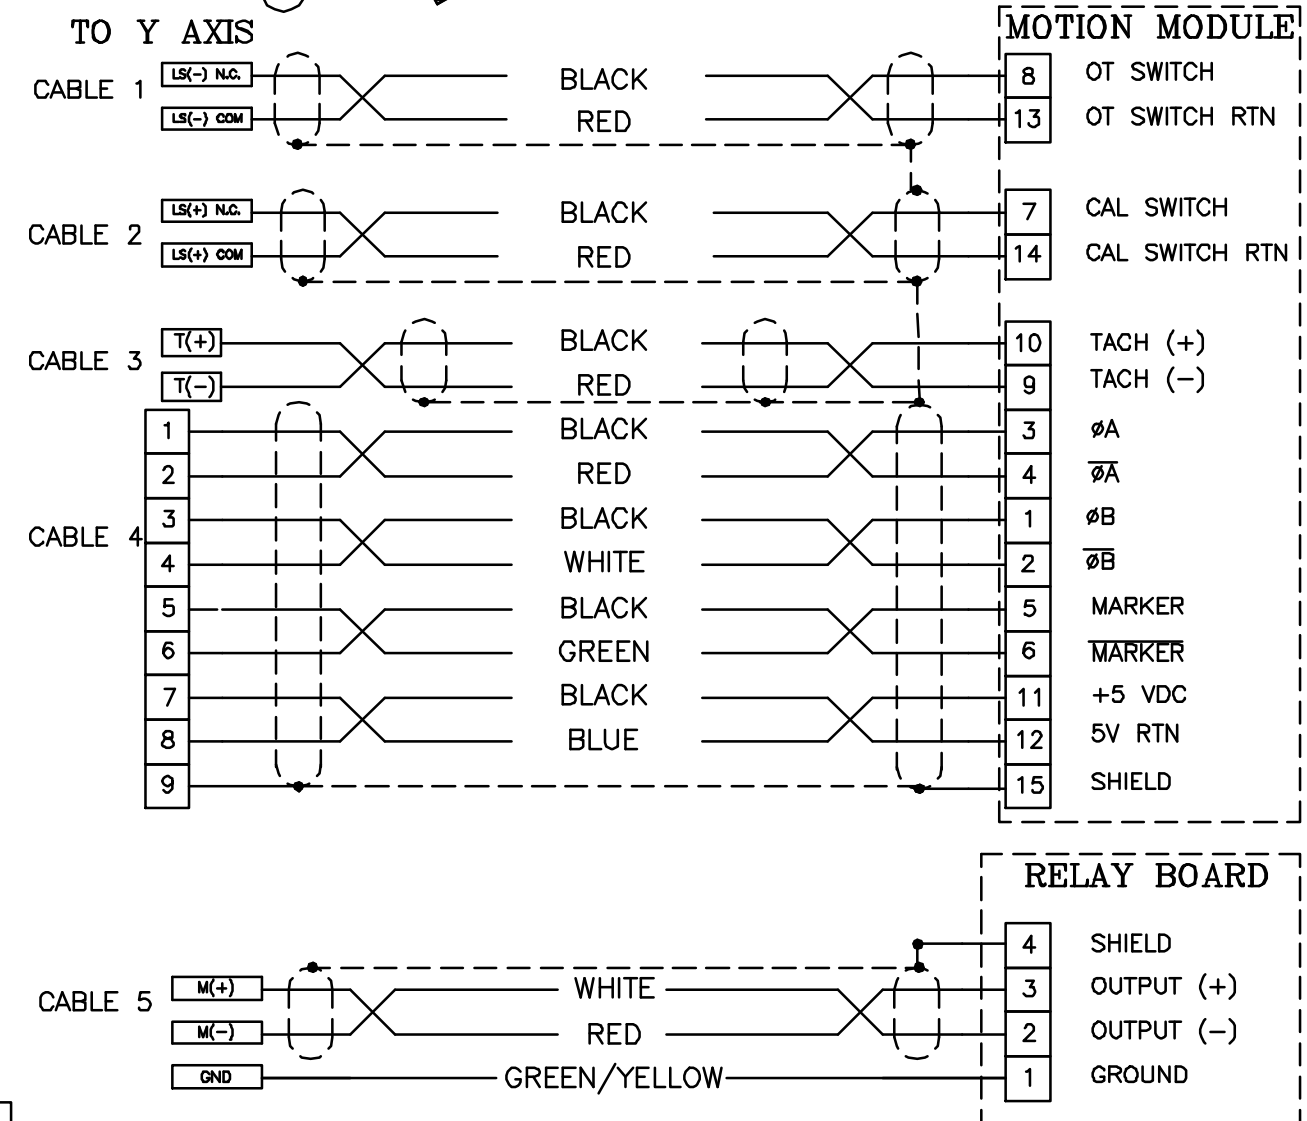 TO Y AXIS
MOTION MODULE
CABLE 1
LS(-) N.C. BLACK 8 OT SWITCH
LS(-) COM RED 13 OT SWITCH RTN
CABLE 2
LS(+) N.C. BLACK 7 CAL SWITCH
LS(+) COM RED 14 CAL SWITCH RTN
CABLE 3
T(+) BLACK 10 TACH (+)
T(-) RED 9 TACH (-)
CABLE 4
1 BLACK 3 øA
2 RED 4 ø̅A̅
3 BLACK 1 øB
4 WHITE 2 ø̅B̅
5 BLACK 5 MARKER
6 GREEN 6 M̅A̅R̅K̅E̅R̅
7 BLACK 11 +5 VDC
8 BLUE 12 5V RTN
9 15 SHIELD
RELAY BOARD
4 SHIELD
CABLE 5
M(+) WHITE 3 OUTPUT (+)
M(-) RED 2 OUTPUT (-)
GND GREEN/YELLOW 1 GROUND